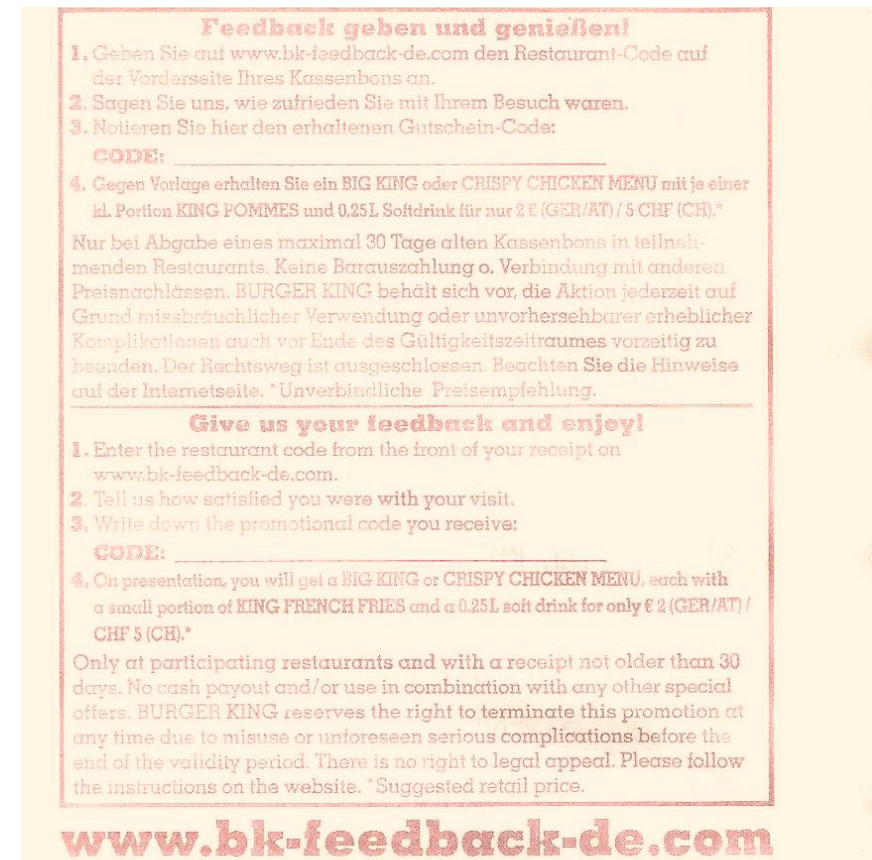 Feedback geben und genießen!
1. Geben Sie auf www.bk-feedback-de.com den Restaurant-Code auf
der Vorderseite Ihres Kassenbons an.
2. Sagen Sie uns, wie zufrieden Sie mit Ihrem Besuch waren.
3. Notieren Sie hier den erhaltenen Gutschein-Code:
CODE:
4. Gegen Vorlage erhalten Sie ein BIG KING oder CRISPY CHICKEN MENU mit je einer
kl. Portion KING POMMES und 0,25 L Softdrink für nur 2 € (GER/AT) / 5 CHF (CH).*
Nur bei Abgabe eines maximal 30 Tage alten Kassenbons in teilneh-
menden Restaurants. Keine Barauszahlung o. Verbindung mit anderen
Preisnachlässen. BURGER KING behält sich vor, die Aktion jederzeit auf
Grund missbräuchlicher Verwendung oder unvorhersehbarer erheblicher
Komplikationen auch vor Ende des Gültigkeitszeitraumes vorzeitig zu
beenden. Der Rechtsweg ist ausgeschlossen. Beachten Sie die Hinweise
auf der Internetseite. *Unverbindliche Preisempfehlung.
Give us your feedback and enjoy!
1. Enter the restaurant code from the front of your receipt on
www.bk-feedback-de.com.
2. Tell us how satisfied you were with your visit.
3. Write down the promotional code you receive:
CODE:
4. On presentation, you will get a BIG KING or CRISPY CHICKEN MENU, each with
a small portion of KING FRENCH FRIES and a 0.25 L soft drink for only € 2 (GER/AT) /
CHF 5 (CH).*
Only at participating restaurants and with a receipt not older than 30
days. No cash payout and/or use in combination with any other special
offers. BURGER KING reserves the right to terminate this promotion at
any time due to misuse or unforeseen serious complications before the
end of the validity period. There is no right to legal appeal. Please follow
the instructions on the website. *Suggested retail price.
www.bk-feedback-de.com